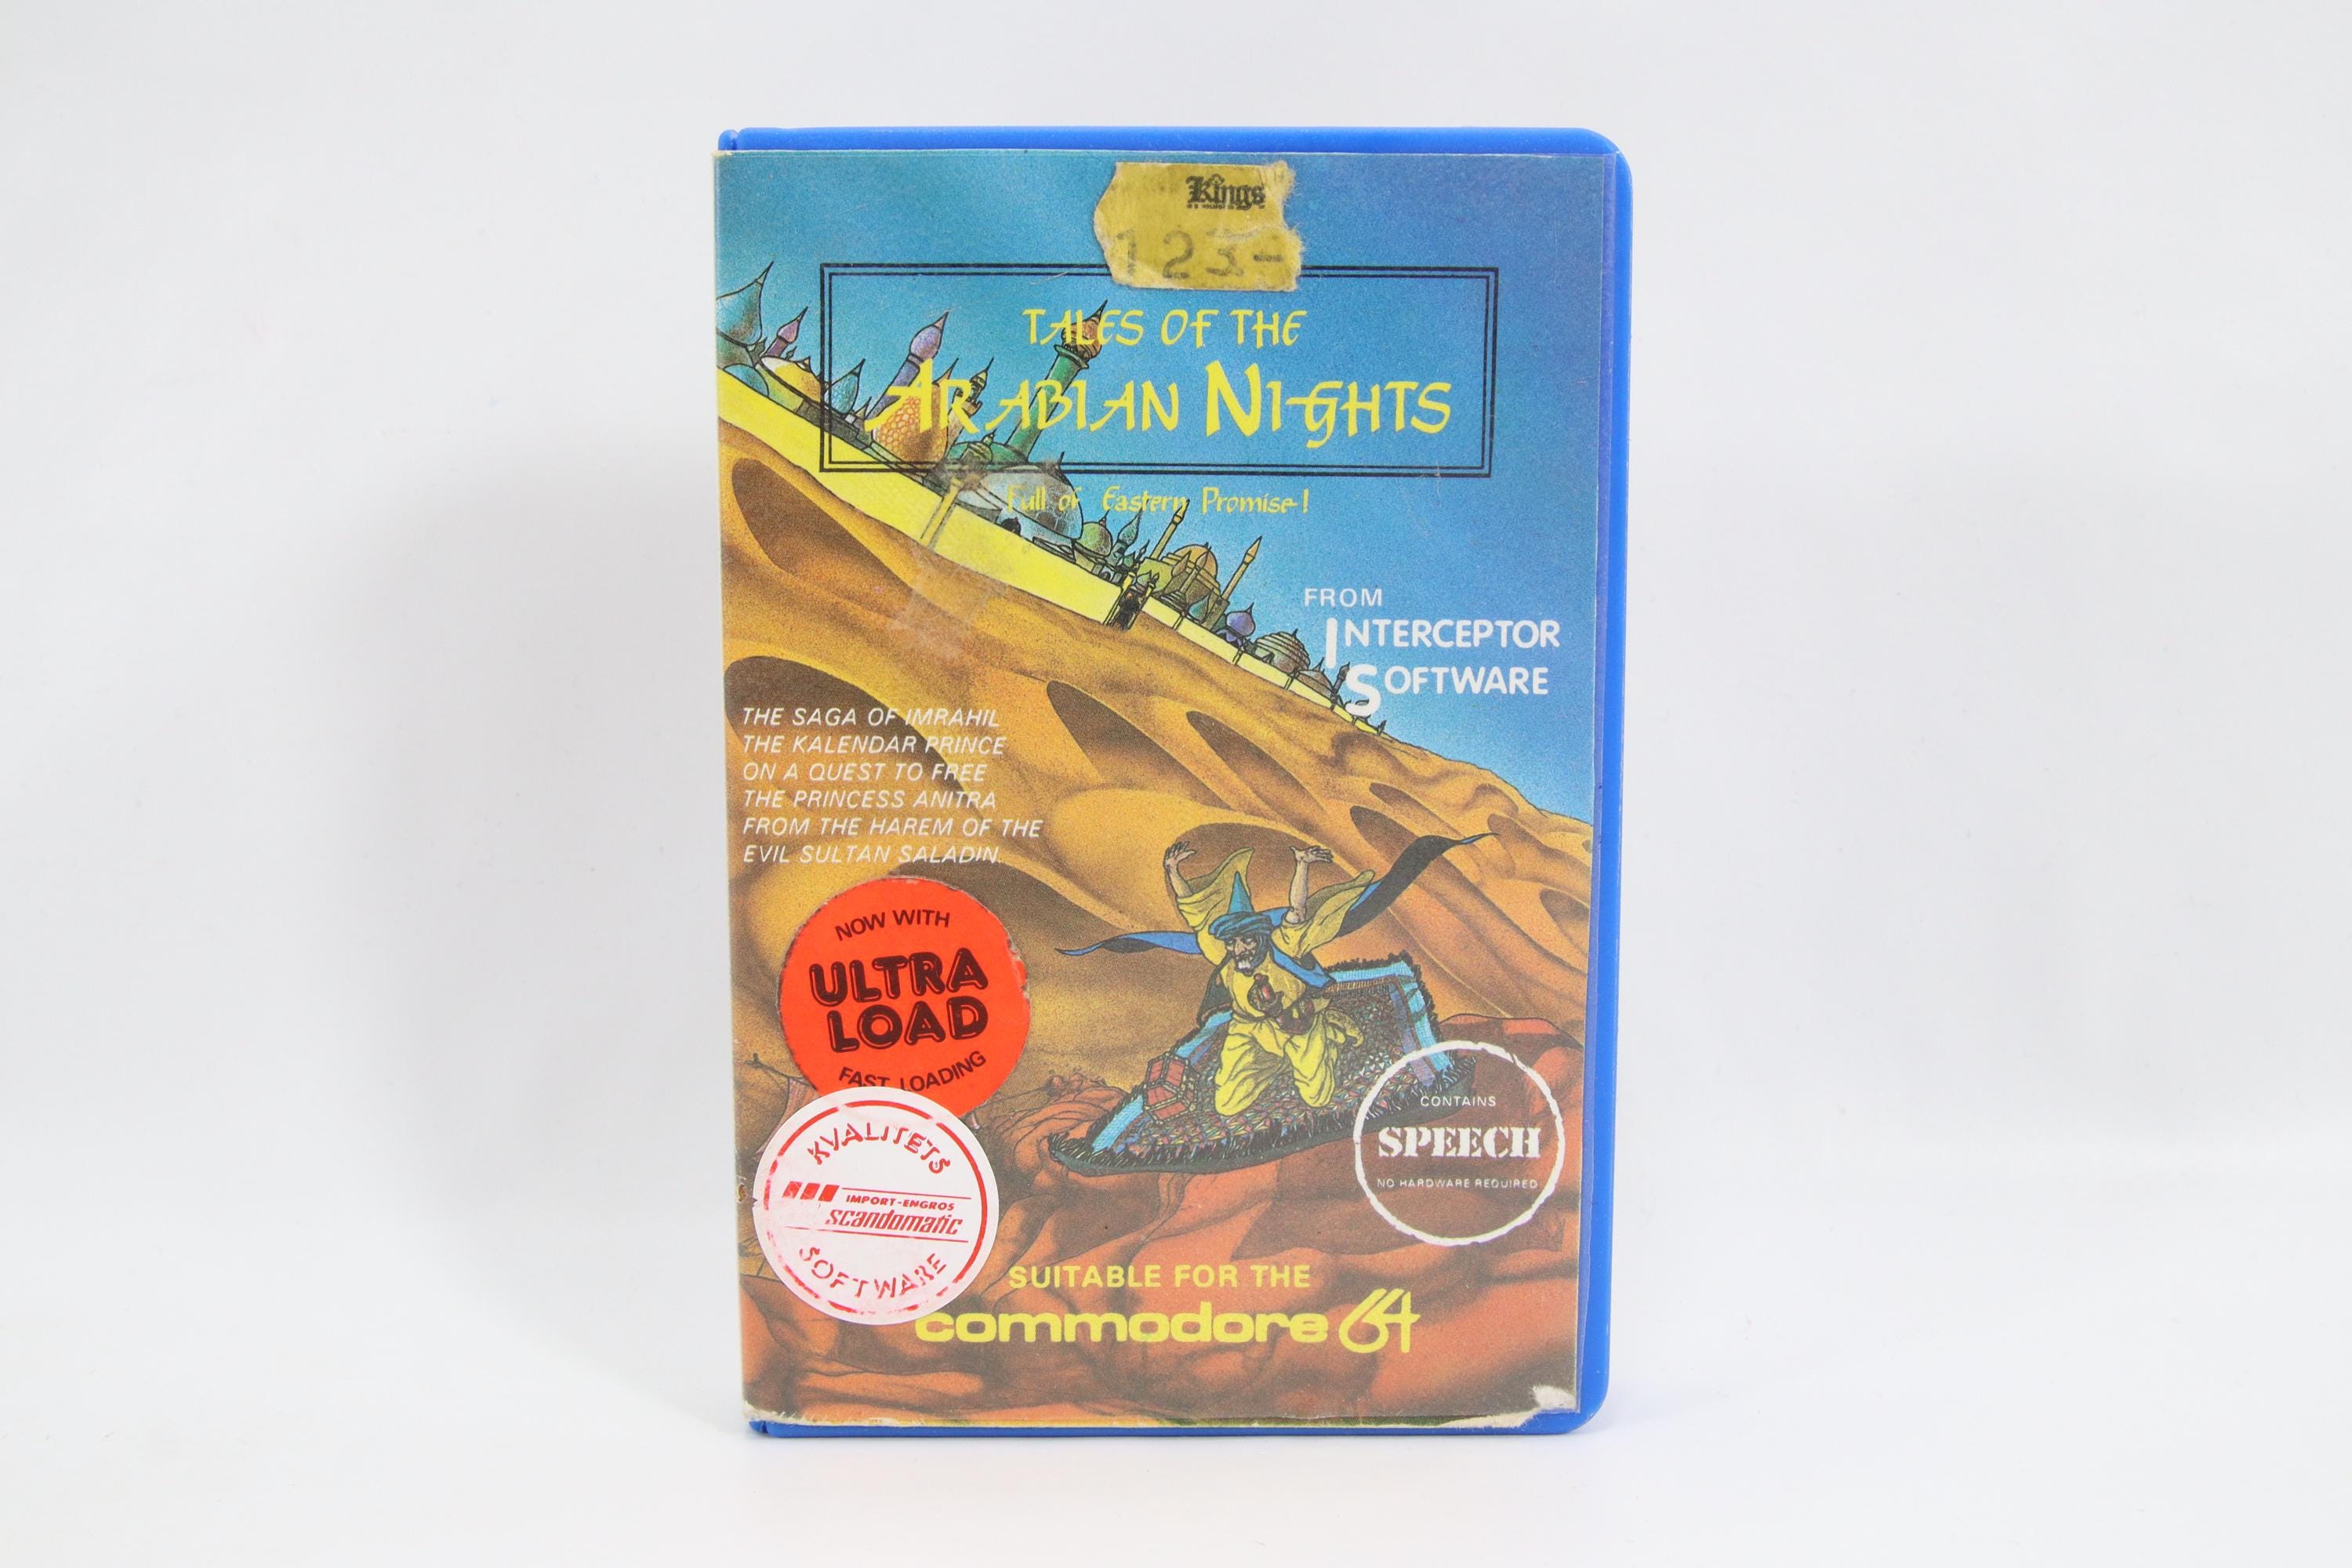 Kings
123-
TALES OF THE
ARABIAN NIGHTS
Full of Eastern Promise!
FROM
INTERCEPTOR
SOFTWARE
THE SAGA OF IMRAHIL
THE KALENDAR PRINCE
ON A QUEST TO FREE
THE PRINCESS ANITRA
FROM THE HAREM OF THE
EVIL SULTAN SALADIN.
NOW WITH
ULTRA
LOAD
FAST LOADING
KVALITETS
IMPORT-ENGROS
scandomatic
SOFTWARE
CONTAINS
SPEECH
NO HARDWARE REQUIRED
SUITABLE FOR THE
commodore 64